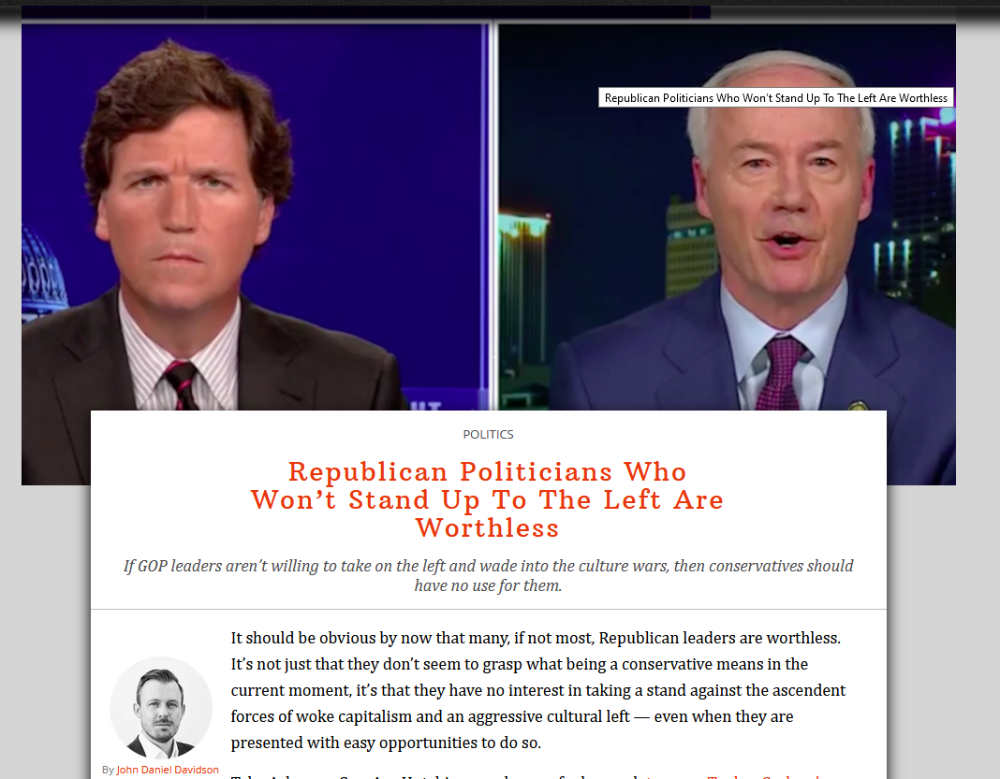 Republican Politicians Who Won't Stand Up To The Left Are Worthless
POLITICS
Republican Politicians Who
Won’t Stand Up To The Left Are
Worthless
If GOP leaders aren’t willing to take on the left and wade into the culture wars, then conservatives should
have no use for them.
It should be obvious by now that many, if not most, Republican leaders are worthless.
It’s not just that they don’t seem to grasp what being a conservative means in the
current moment, it’s that they have no interest in taking a stand against the ascendent
forces of woke capitalism and an aggressive cultural left — even when they are
presented with easy opportunities to do so.
By John Daniel Davidson